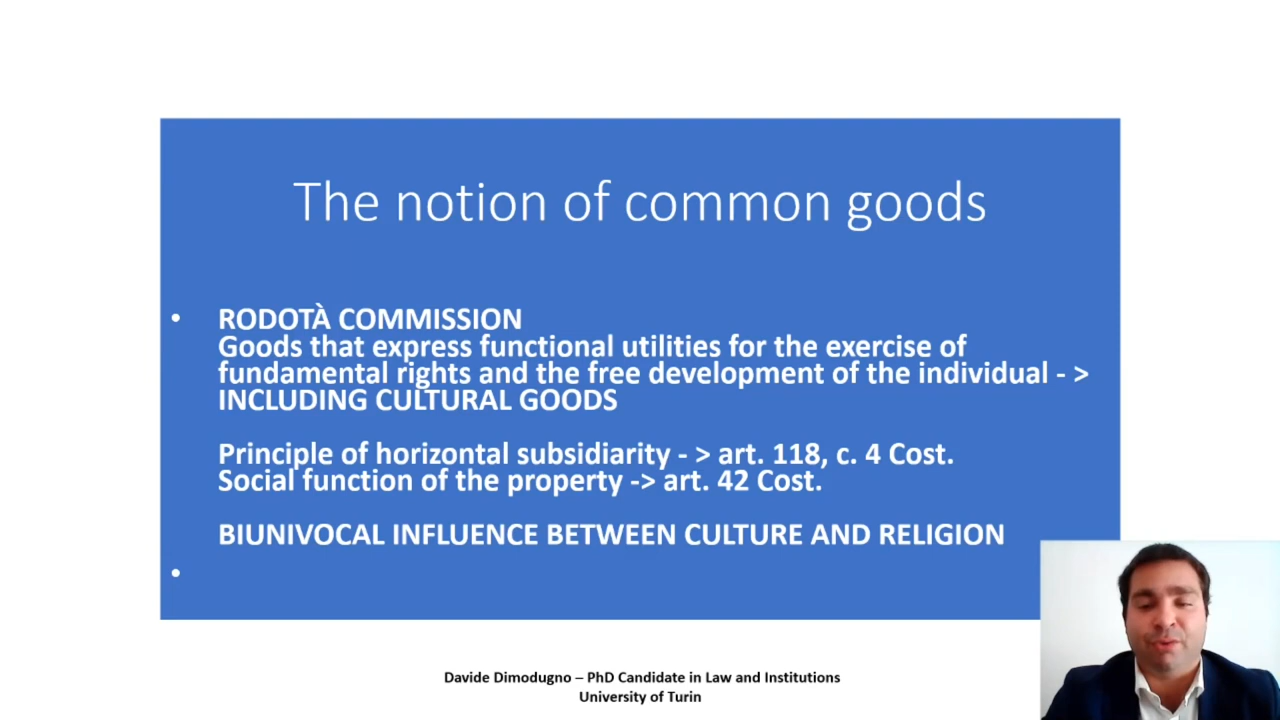 The notion of common goods
• RODOTÀ COMMISSION
Goods that express functional utilities for the exercise of
fundamental rights and the free development of the individual - >
INCLUDING CULTURAL GOODS
Principle of horizontal subsidiarity - > art. 118, c. 4 Cost.
Social function of the property -> art. 42 Cost.
BIUNIVOCAL INFLUENCE BETWEEN CULTURE AND RELIGION
•
Davide Dimodugno – PhD Candidate in Law and Institutions
University of Turin